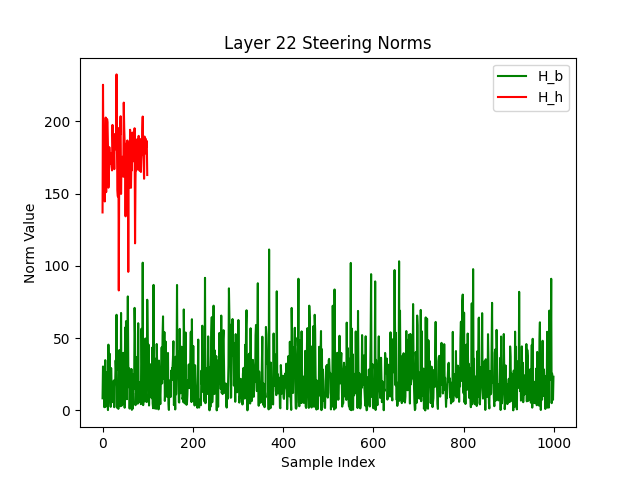 Layer 22 Steering Norms
H_b
H_h
Norm Value
200
150
100
50
0
0 200 400 600 800 1000
Sample Index